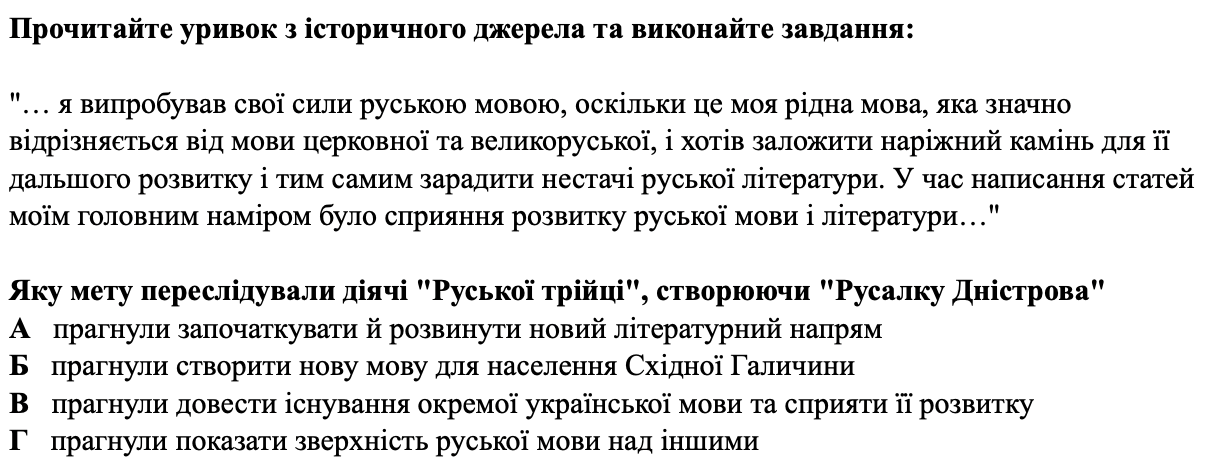 Прочитайте уривок з історичного джерела та виконайте завдання:
"… я випробував свої сили руською мовою, оскільки це моя рідна мова, яка значно
відрізняється від мови церковної та великоруської, і хотів заложити наріжний камінь для її
дальшого розвитку і тим самим зарадити нестачі руської літератури. У час написання статей
моїм головним наміром було сприяння розвитку руської мови і літератури…"
Яку мету переслідували діячі "Руської трійці", створюючи "Русалку Дністрова"
А прагнули започаткувати й розвинути новий літературний напрям
Б прагнули створити нову мову для населення Східної Галичини
В прагнули довести існування окремої української мови та сприяти її розвитку
Г прагнули показати зверхність руської мови над іншими